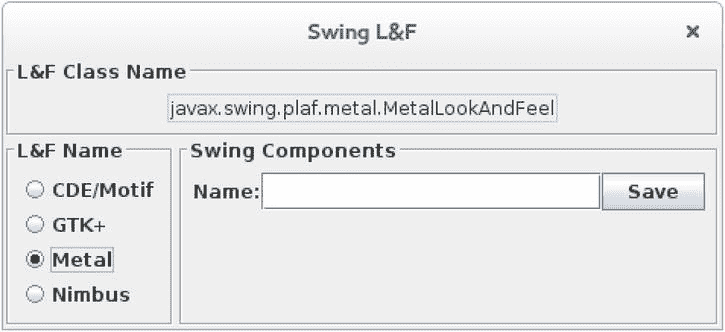 Swing L&F
L&F Class Name
javax.swing.plaf.metal.MetalLookAndFeel
L&F Name
CDE/Motif
GTK+
Metal
Nimbus
Swing Components
Name:
Save